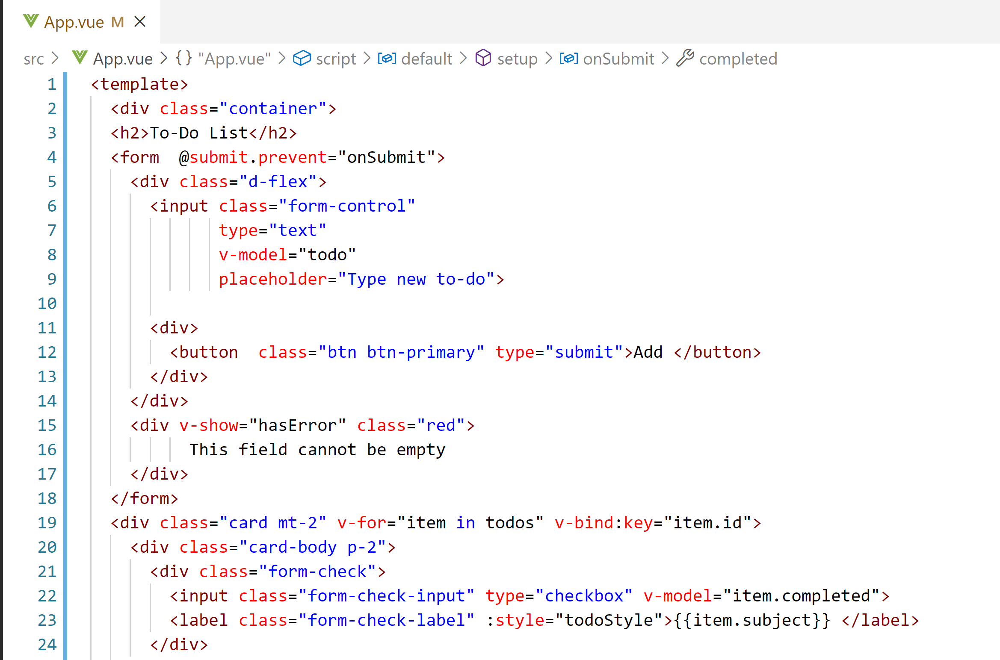 App.vue M
src > App.vue > {} "App.vue" > script > default > setup > onSubmit > completed
1 <template>
2 <div class="container">
3 <h2>To-Do List</h2>
4 <form  @submit.prevent="onSubmit">
5 <div class="d-flex">
6 <input class="form-control"
7 type="text"
8 v-model="todo"
9 placeholder="Type new to-do">
10
11 <div>
12 <button  class="btn btn-primary" type="submit">Add </button>
13 </div>
14 </div>
15 <div v-show="hasError" class="red">
16 This field cannot be empty
17 </div>
18 </form>
19 <div class="card mt-2" v-for="item in todos" v-bind:key="item.id">
20 <div class="card-body p-2">
21 <div class="form-check">
22 <input class="form-check-input" type="checkbox" v-model="item.completed">
23 <label class="form-check-label" :style="todoStyle">{{item.subject}} </label>
24 </div>